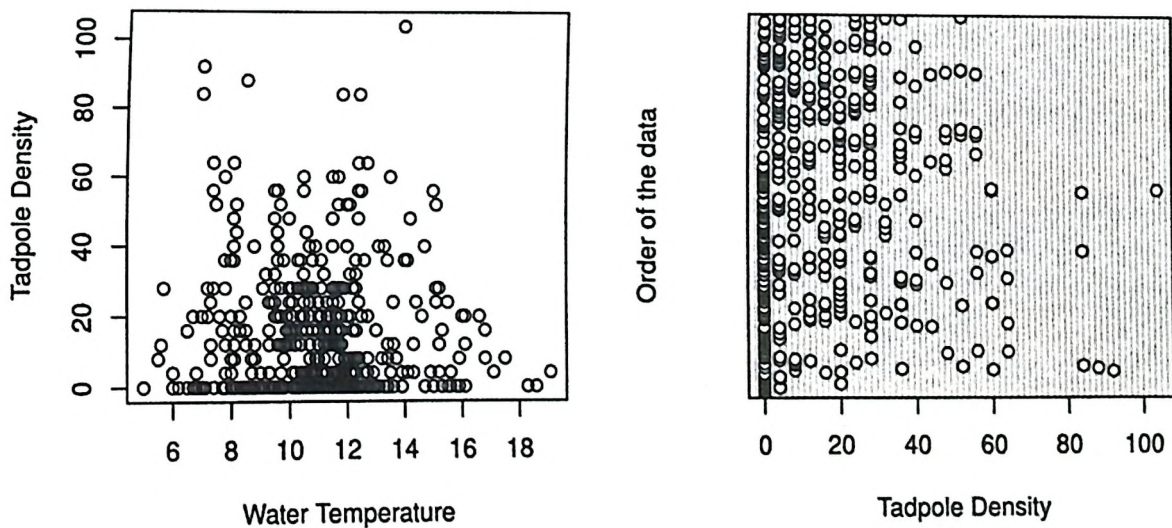 Tadpole Density
100
80
60
40
20
0
6 8 10 12 14 16 18
Water Temperature
Order of the data
0 20 40 60 80 100
Tadpole Density